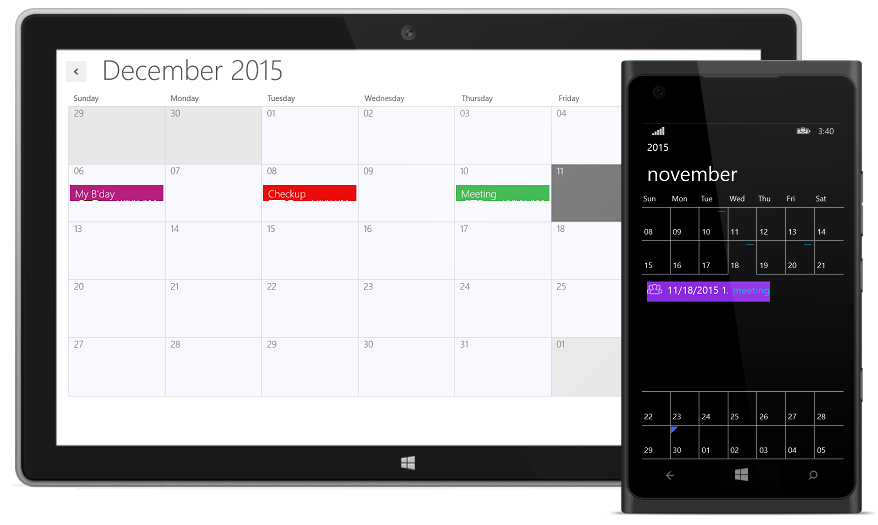 December 2015
Sunday Monday Tuesday Wednesday Thursday Friday
29 30 01 02 03 04
06 07 08 09 10 11
My B'day Checkup Meeting
13 14 15 16 17 18
20 21 22 23 24 25
27 28 29 30 31 01
3:40
2015
november
Sun Mon Tue Wed Thu Fri Sat
08 09 10 11 12 13 14
15 16 17 18 19 20 21
11/18/2015 1. meeting
22 23 24 25 26 27 28
29 30 01 02 03 04 05